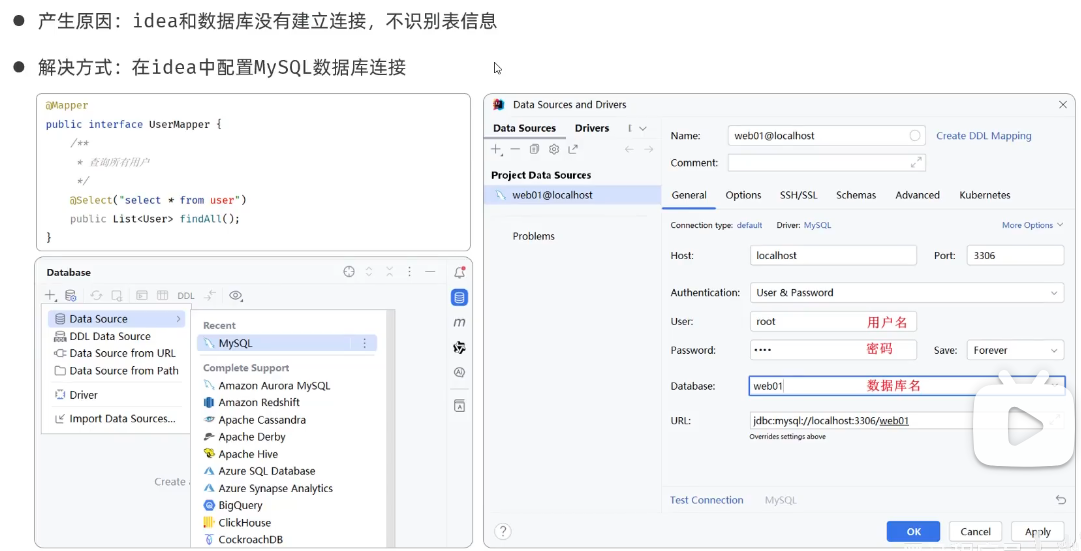 ● 产生原因：idea和数据库没有建立连接，不识别表信息
● 解决方式：在idea中配置MySQL数据库连接
@Mapper
public interface UserMapper {
/**
* 查询所有用户
*/
@Select("select * from user")
public List<User> findAll();
}
Database
DDL
Data Source
DDL Data Source
Data Source from URL
Data Source from Path
Driver
Import Data Sources...
Create
Recent
MySQL
Complete Support
Amazon Aurora MySQL
Amazon Redshift
Apache Cassandra
Apache Derby
Apache Hive
Azure SQL Database
Azure Synapse Analytics
BigQuery
ClickHouse
CockroachDB
m
Data Sources and Drivers
Data Sources Drivers
Project Data Sources
web01@localhost
Problems
Name: web01@localhost Create DDL Mapping
Comment:
General Options SSH/SSL Schemas Advanced Kubernetes
Connection type: default Driver: MySQL More Options
Host: localhost Port: 3306
Authentication: User & Password
User: root 用户名
Password: •••• 密码 Save: Forever
Database: web01 数据库名
URL: jdbc:mysql://localhost:3306/web01
Overrides settings above
Test Connection MySQL
? OK Cancel Apply